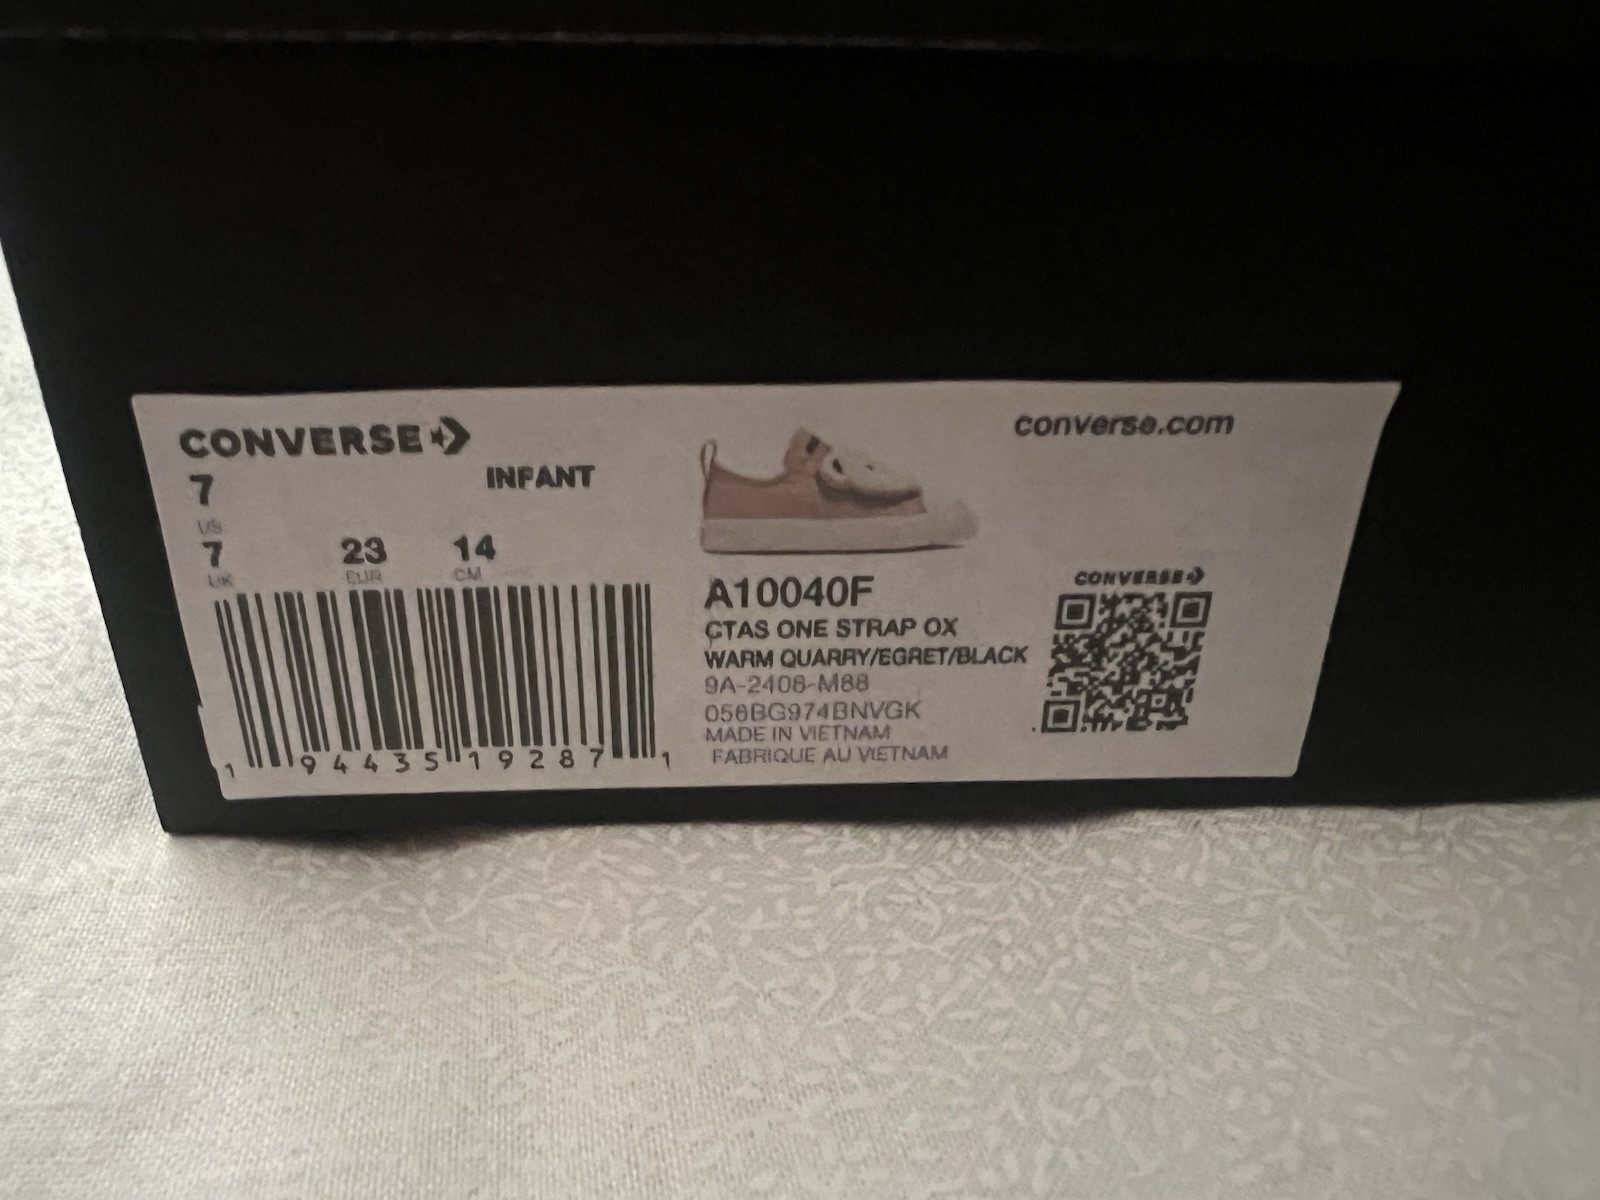 CONVERSE
7
US
INFANT
7
UK
23
EUR
14
CM
1 94435 19287 1
converse.com
A10040F
CTAS ONE STRAP OX
WARM QUARRY/EGRET/BLACK
9A-2408-M88
056BG974BNVGK
MADE IN VIETNAM
FABRIQUE AU VIETNAM
CONVERSE